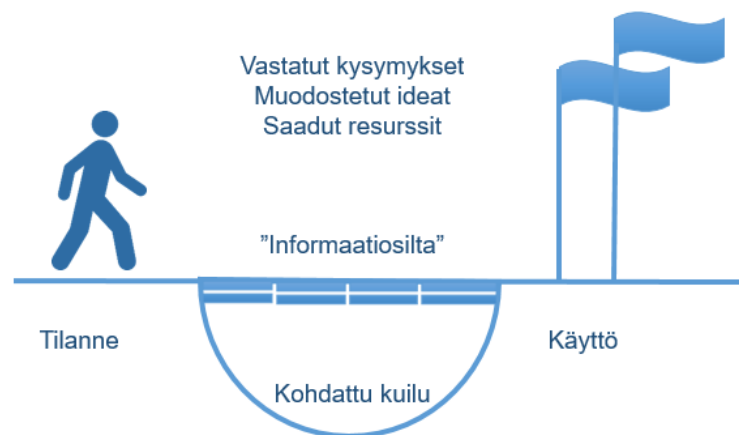 Vastatut kysymykset
Muodostetut ideat
Saadut resurssit
”Informaatiosilta”
Tilanne
Käyttö
Kohdattu kuilu